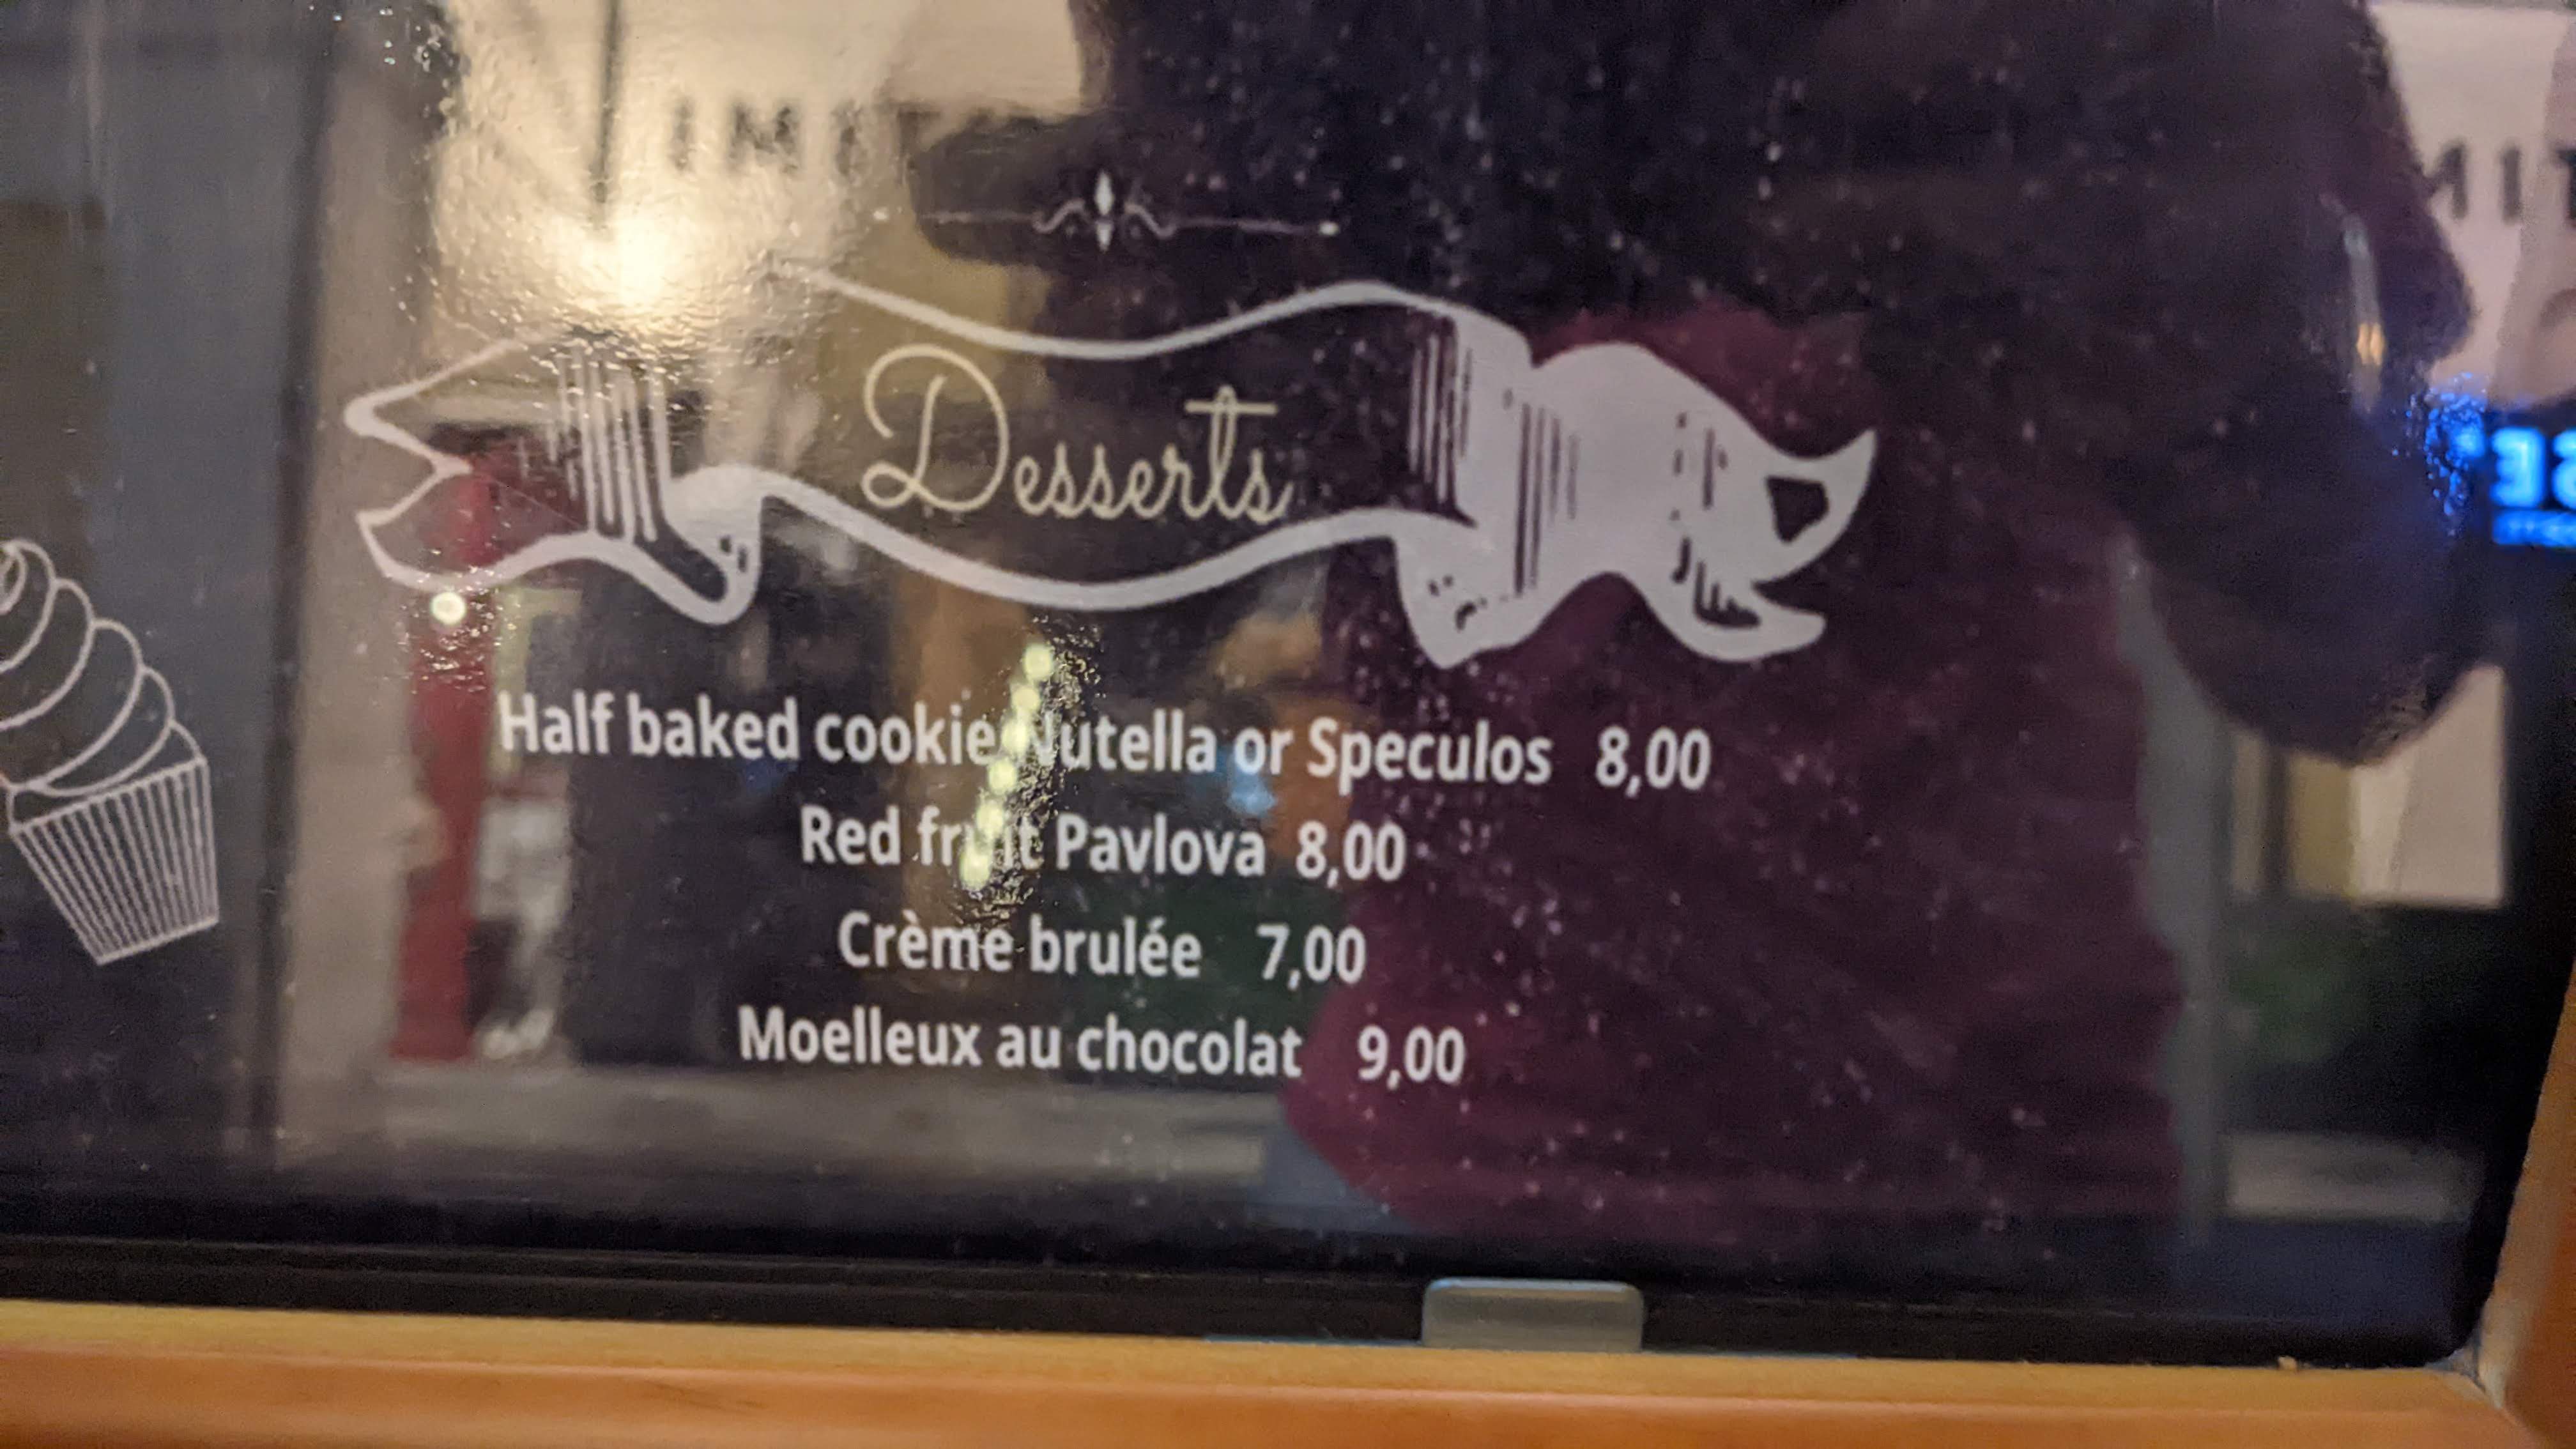 Desserts
Half baked cookie Nutella or Speculos 8,00
Red fruit Pavlova 8,00
Crème brulée 7,00
Moelleux au chocolat 9,00